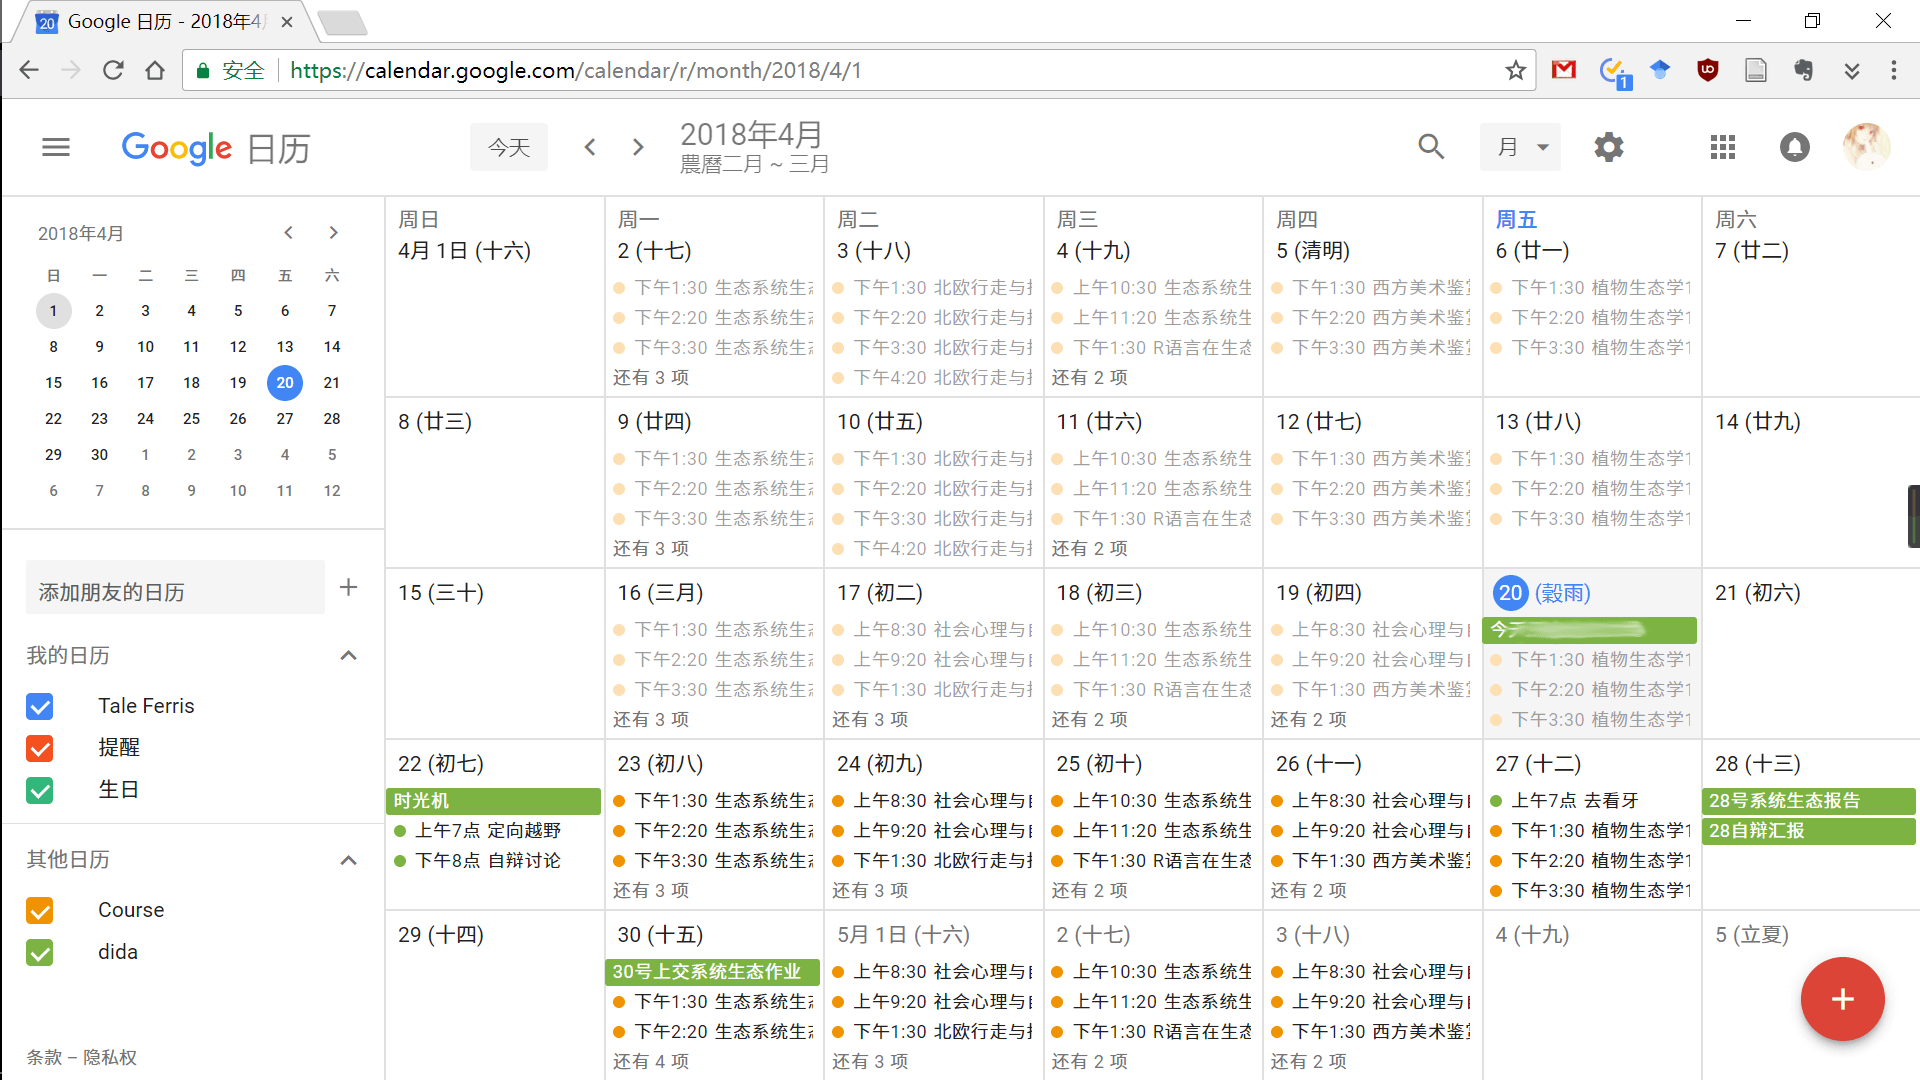 20 Google 日历 - 2018年4月
安全 https://calendar.google.com/calendar/r/month/2018/4/1
1
Google 日历
今天
2018年4月
農曆二月 ~ 三月
月
2018年4月
日 一 二 三 四 五 六
1 2 3 4 5 6 7
8 9 10 11 12 13 14
15 16 17 18 19 20 21
22 23 24 25 26 27 28
29 30 1 2 3 4 5
6 7 8 9 10 11 12
添加朋友的日历
我的日历
Tale Ferris
提醒
生日
其他日历
Course
dida
条款 – 隐私权
周日 周一 周二 周三 周四 周五 周六
4月 1日 (十六) 2 (十七) 3 (十八) 4 (十九) 5 (清明) 6 (廿一) 7 (廿二)
下午1:30 生态系统生态 下午1:30 北欧行走与 上午10:30 生态系统生 下午1:30 西方美术鉴赏 下午1:30 植物生态学1
下午2:20 生态系统生态 下午2:20 北欧行走与 上午11:20 生态系统生 下午2:20 西方美术鉴赏 下午2:20 植物生态学1
下午3:30 生态系统生态 下午3:30 北欧行走与 下午1:30 R语言在生态 下午3:30 西方美术鉴赏 下午3:30 植物生态学1
还有 3 项 下午4:20 北欧行走与 还有 2 项
8 (廿三) 9 (廿四) 10 (廿五) 11 (廿六) 12 (廿七) 13 (廿八) 14 (廿九)
下午1:30 生态系统生态 下午1:30 北欧行走与 上午10:30 生态系统生 下午1:30 西方美术鉴赏 下午1:30 植物生态学1
下午2:20 生态系统生态 下午2:20 北欧行走与 上午11:20 生态系统生 下午2:20 西方美术鉴赏 下午2:20 植物生态学1
下午3:30 生态系统生态 下午3:30 北欧行走与 下午1:30 R语言在生态 下午3:30 西方美术鉴赏 下午3:30 植物生态学1
还有 3 项 下午4:20 北欧行走与 还有 2 项
15 (三十) 16 (三月) 17 (初二) 18 (初三) 19 (初四) 20 (穀雨) 21 (初六)
下午1:30 生态系统生态 上午8:30 社会心理与 上午10:30 生态系统生 上午8:30 社会心理与 今天
下午2:20 生态系统生态 上午9:20 社会心理与 上午11:20 生态系统生 上午9:20 社会心理与 下午1:30 植物生态学1
下午3:30 生态系统生态 下午1:30 北欧行走与 下午1:30 R语言在生态 下午1:30 西方美术鉴赏 下午2:20 植物生态学1
还有 3 项 还有 3 项 还有 2 项 还有 2 项 下午3:30 植物生态学1
22 (初七) 23 (初八) 24 (初九) 25 (初十) 26 (十一) 27 (十二) 28 (十三)
时光机 下午1:30 生态系统生态 上午8:30 社会心理与 上午10:30 生态系统生 上午8:30 社会心理与 上午7点 去看牙 28号系统生态报告
上午7点 定向越野 下午2:20 生态系统生态 上午9:20 社会心理与 上午11:20 生态系统生 上午9:20 社会心理与 下午1:30 植物生态学1 28自辩汇报
下午8点 自辩讨论 下午3:30 生态系统生态 下午1:30 北欧行走与 下午1:30 R语言在生态 下午1:30 西方美术鉴赏 下午2:20 植物生态学1
还有 3 项 还有 3 项 还有 2 项 还有 2 项 下午3:30 植物生态学1
29 (十四) 30 (十五) 5月 1日 (十六) 2 (十七) 3 (十八) 4 (十九) 5 (立夏)
30号上交系统生态作业 上午8:30 社会心理与 上午10:30 生态系统生 上午8:30 社会心理与
下午1:30 生态系统生态 上午9:20 社会心理与 上午11:20 生态系统生 上午9:20 社会心理与
下午2:20 生态系统生态 下午1:30 北欧行走与 下午1:30 R语言在生态 下午1:30 西方美术鉴赏
还有 4 项 还有 3 项 还有 2 项 还有 2 项